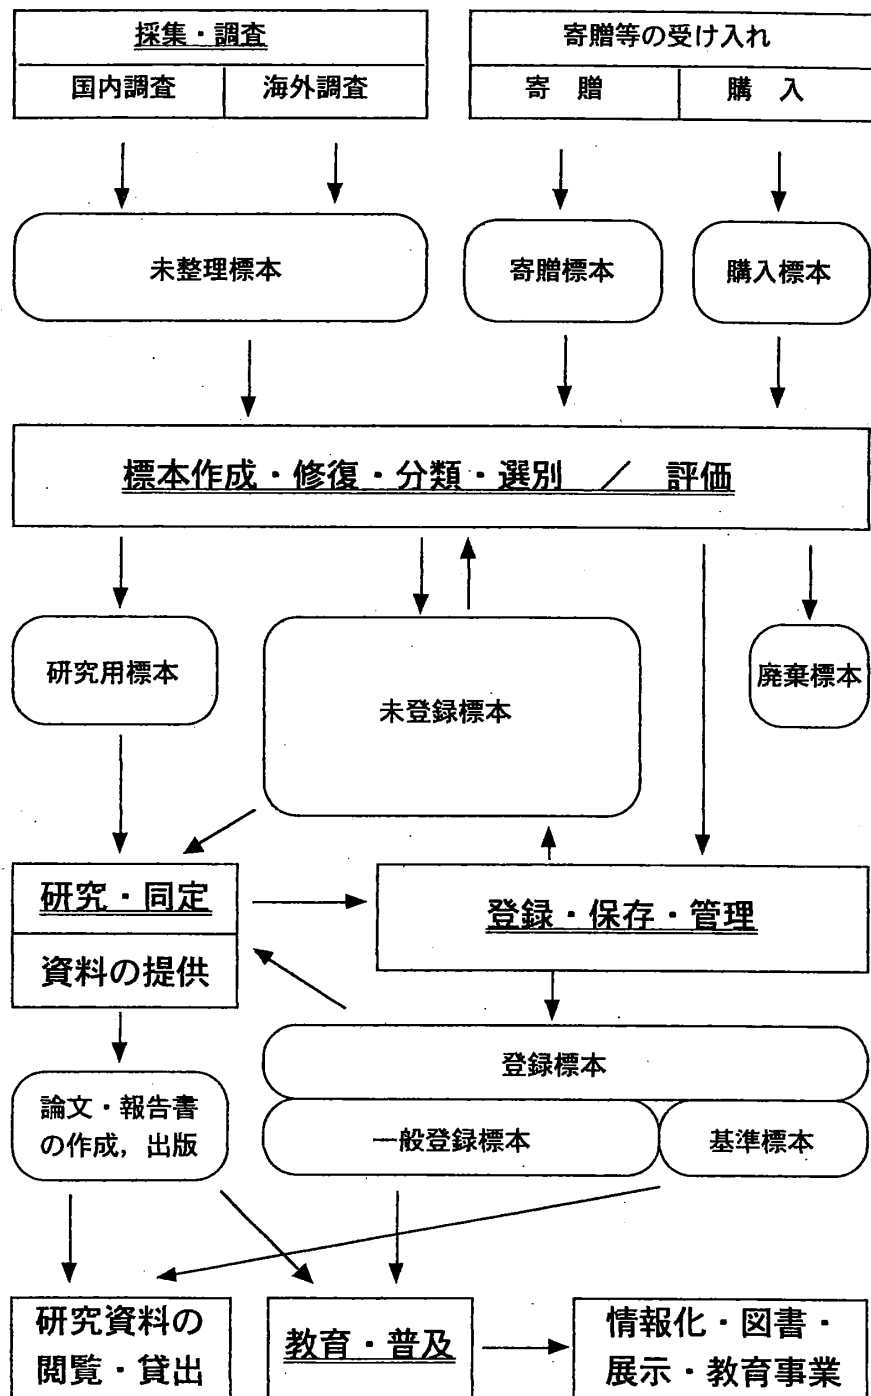 採集・調査
国内調査
海外調査
寄贈等の受け入れ
寄　贈
購　入
未整理標本
寄贈標本
購入標本
標本作成・修復・分類・選別　／　評価
研究用標本
未登録標本
廃棄標本
研究・同定
資料の提供
登録・保存・管理
登録標本
一般登録標本
基準標本
論文・報告書
の作成，出版
研究資料の
閲覧・貸出
教育・普及
情報化・図書・
展示・教育事業